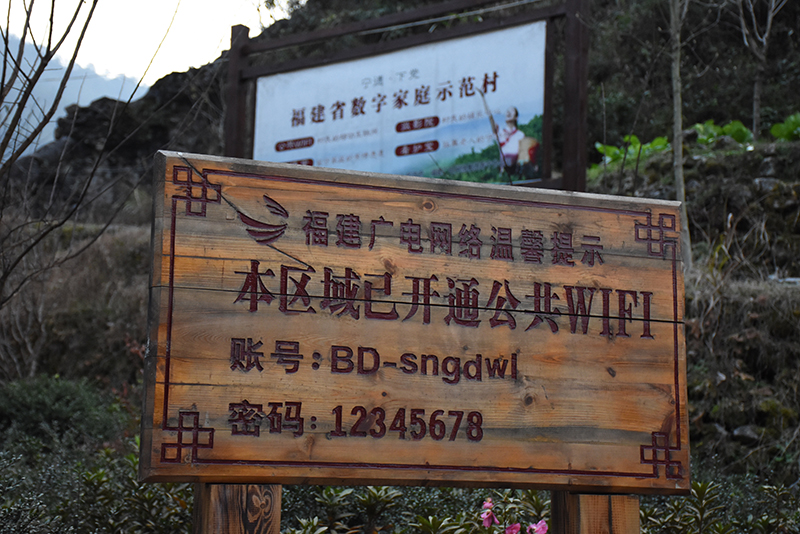 宁德 下党
福建省数字家庭示范村
福建广电网络温馨提示
本区域已开通公共WIFI
账号：BD-sngdwl
密码：12345678